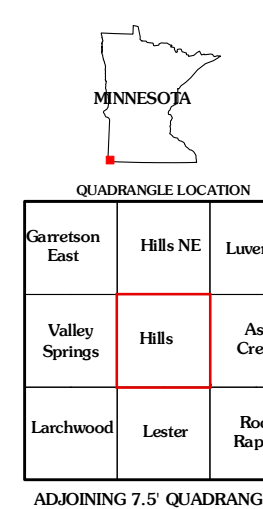 MINNESOTA
QUADRANGLE LOCATION
Garretson
East
Hills NE
Luver
Valley
Springs
Hills
As
Cre
Larchwood
Lester
Roc
Rap
ADJOINING 7.5' QUADRANG